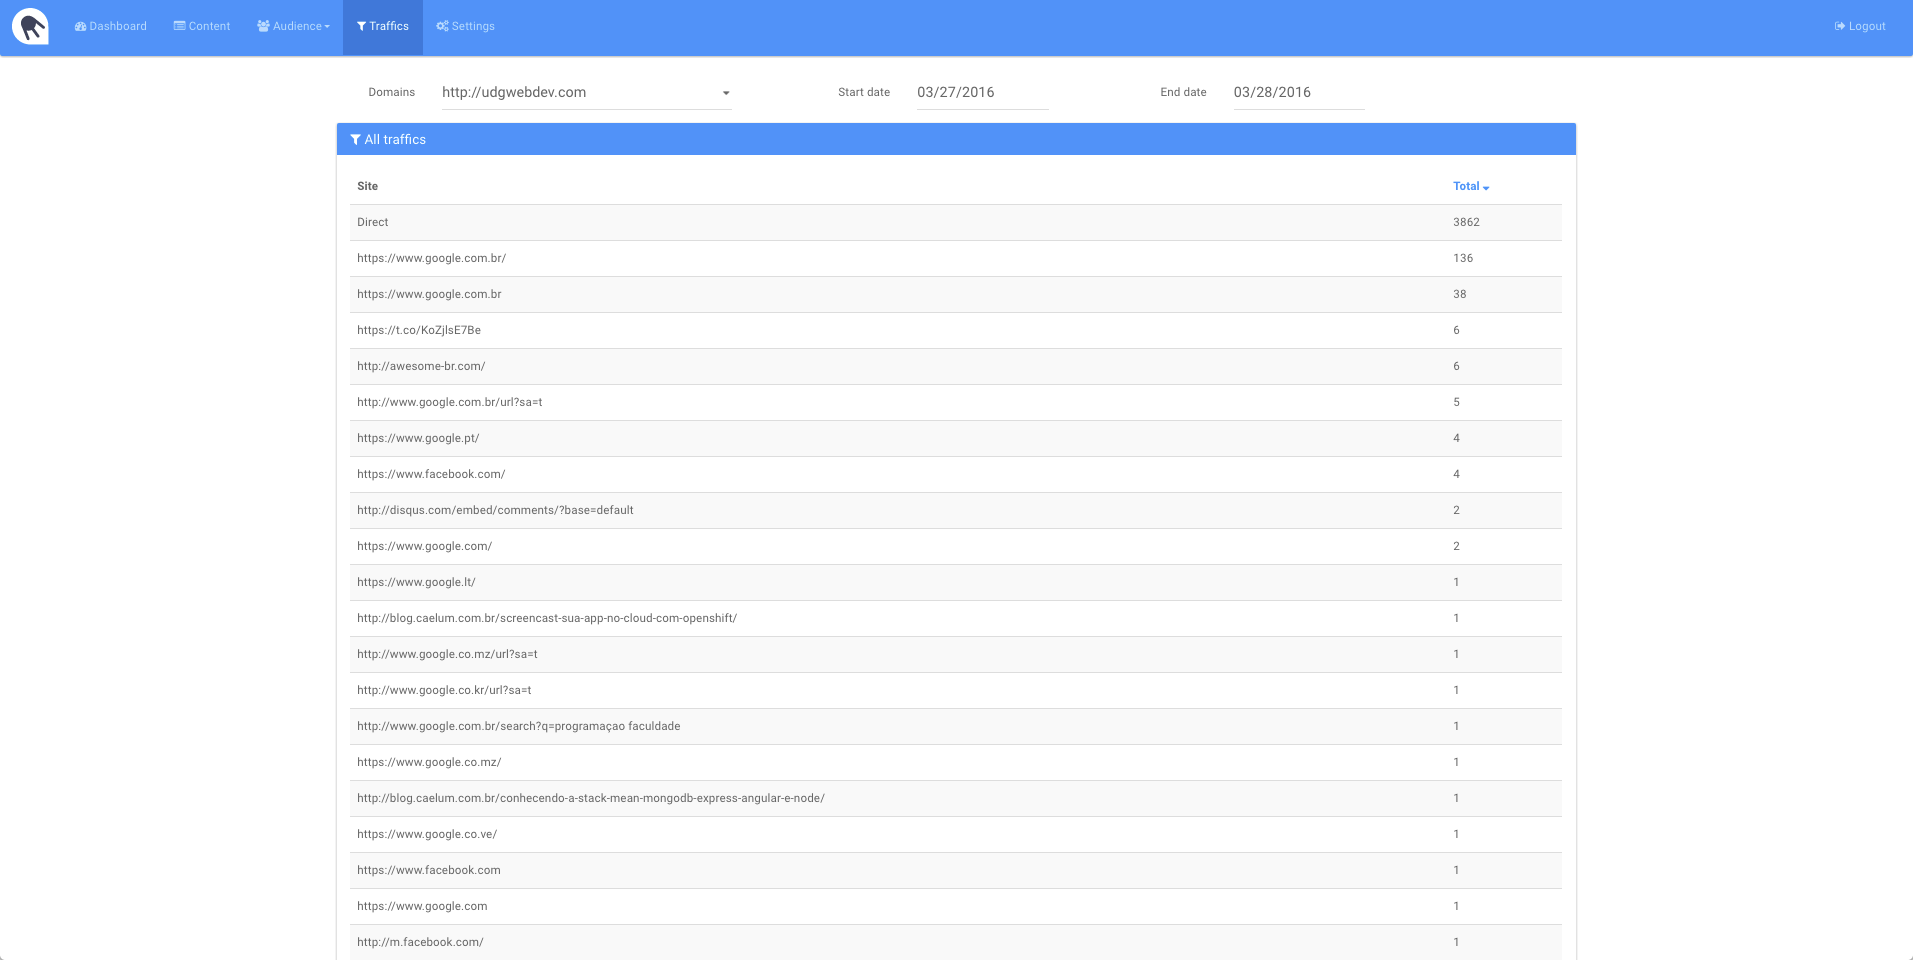 Dashboard Content Audience Traffics Settings Logout
Domains http://udgwebdev.com Start date 03/27/2016 End date 03/28/2016
All traffics
Site Total
Direct 3862
https://www.google.com.br/ 136
https://www.google.com.br 38
https://t.co/KoZjlsE7Be 6
http://awesome-br.com/ 6
http://www.google.com.br/url?sa=t 5
https://www.google.pt/ 4
https://www.facebook.com/ 4
http://disqus.com/embed/comments/?base=default 2
https://www.google.com/ 2
https://www.google.lt/ 1
http://blog.caelum.com.br/screencast-sua-app-no-cloud-com-openshift/ 1
http://www.google.co.mz/url?sa=t 1
http://www.google.co.kr/url?sa=t 1
http://www.google.com.br/search?q=programaçao faculdade 1
https://www.google.co.mz/ 1
http://blog.caelum.com.br/conhecendo-a-stack-mean-mongodb-express-angular-e-node/ 1
https://www.google.co.ve/ 1
https://www.facebook.com 1
https://www.google.com 1
http://m.facebook.com/ 1